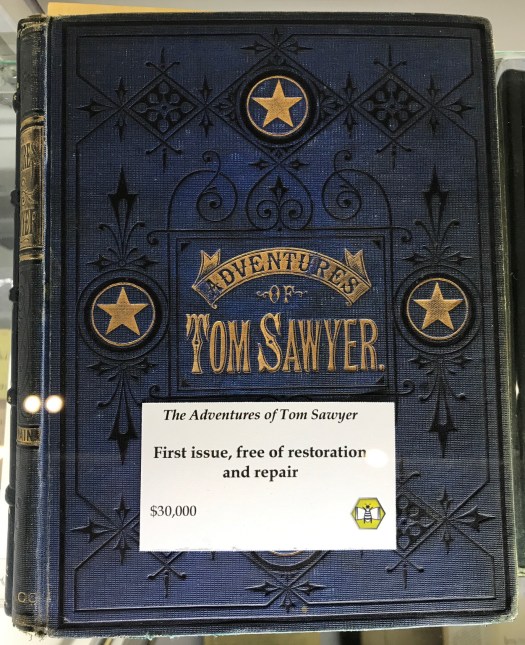 ADVENTURES
OF
TOM SAWYER.
The Adventures of Tom Sawyer
First issue, free of restoration
and repair
$30,000